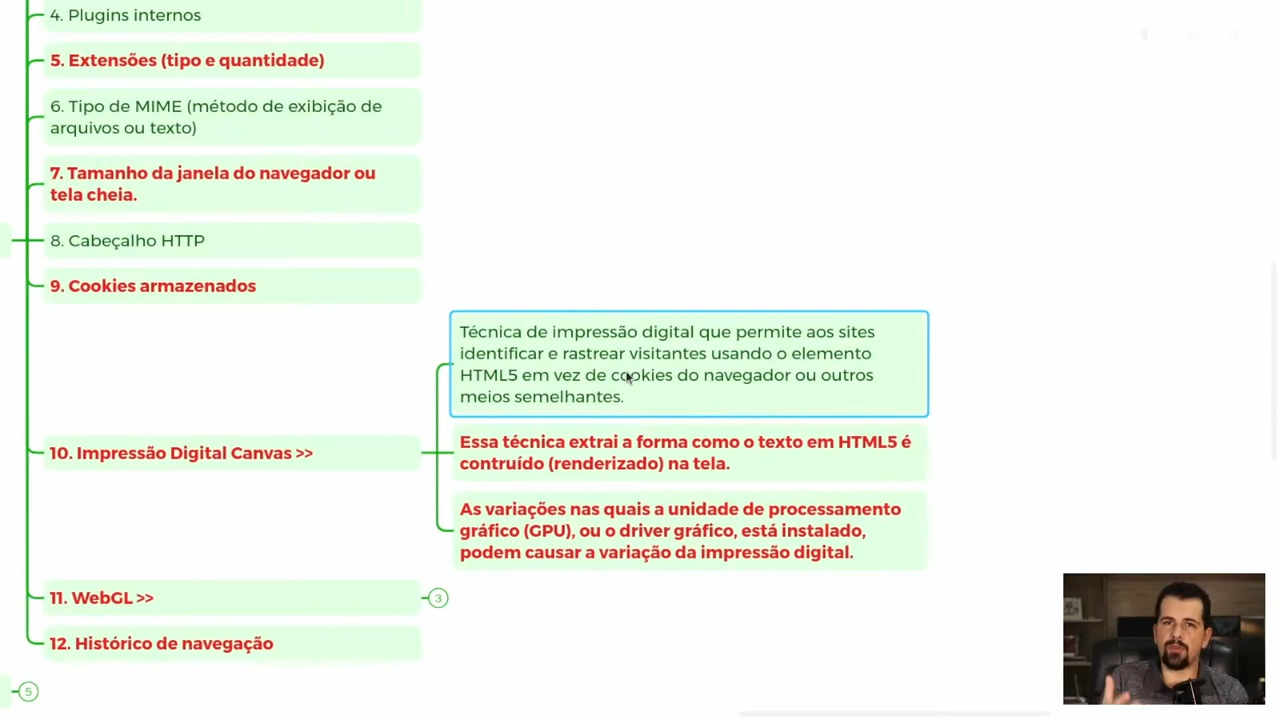 4. Plugins internos
5. Extensões (tipo e quantidade)
6. Tipo de MIME (método de exibição de
arquivos ou texto)
7. Tamanho da janela do navegador ou
tela cheia.
8. Cabeçalho HTTP
9. Cookies armazenados
Técnica de impressão digital que permite aos sites
identificar e rastrear visitantes usando o elemento
HTML5 em vez de cookies do navegador ou outros
meios semelhantes.
10. Impressão Digital Canvas >>
Essa técnica extrai a forma como o texto em HTML5 é
contruído (renderizado) na tela.
As variações nas quais a unidade de processamento
gráfico (GPU), ou o driver gráfico, está instalado,
podem causar a variação da impressão digital.
11. WebGL >>
3
12. Histórico de navegação
5